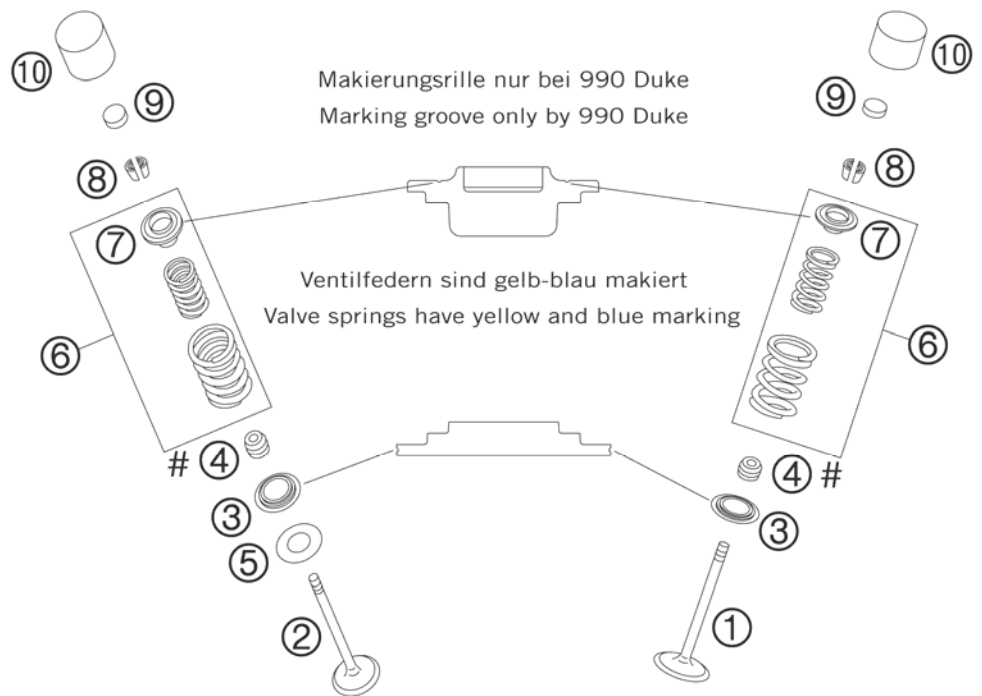 ⑩ ⑩
⑨ ⑨
Makierungsrille nur bei 990 Duke
Marking groove only by 990 Duke
⑧ ⑧
⑦ ⑦
Ventilfedern sind gelb-blau makiert
Valve springs have yellow and blue marking
⑥ ⑥
# ④ ④ #
③ ③
⑤
② ①